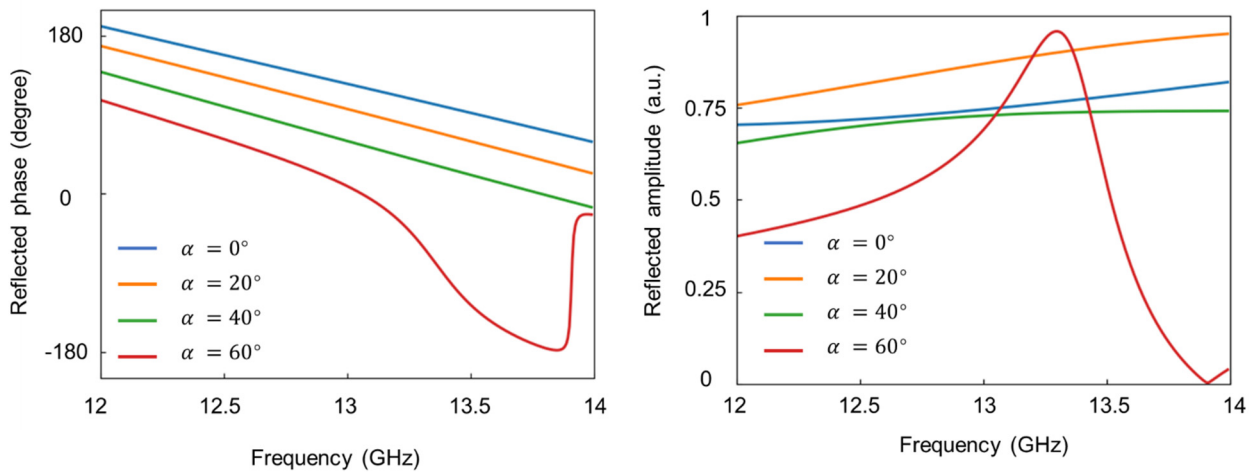 Reflected phase (degree)
180
0
-180
α = 0°
α = 20°
α = 40°
α = 60°
12
12.5
13
13.5
14
Frequency (GHz)
Reflected amplitude (a.u.)
1
0.75
0.5
0.25
0
α = 0°
α = 20°
α = 40°
α = 60°
12
12.5
13
13.5
14
Frequency (GHz)